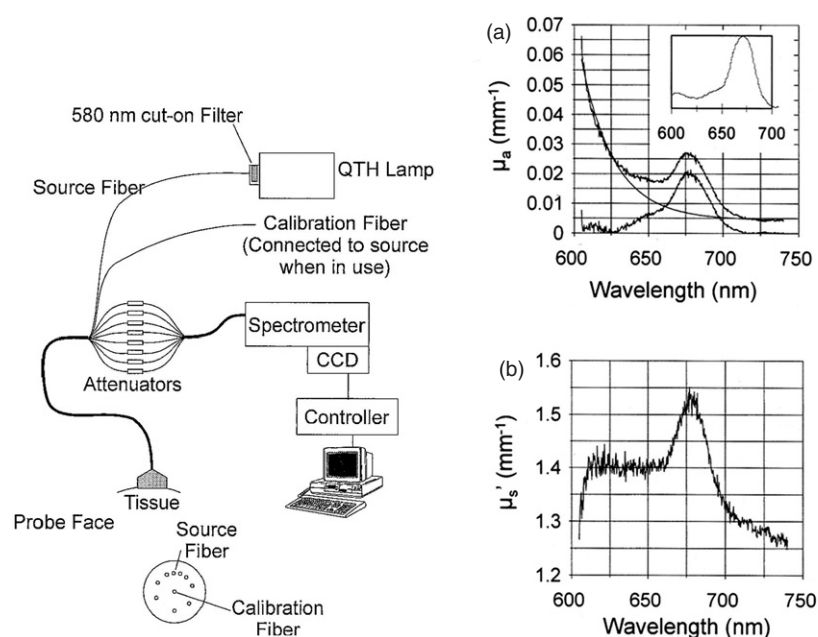 580 nm cut-on Filter
QTH Lamp
Source Fiber
Calibration Fiber
(Connected to source
when in use)
Spectrometer
CCD
Attenuators
Controller
Tissue
Probe Face
Source
Fiber
Calibration
Fiber
(a)
0.07
0.06
0.05
0.04
0.03
0.02
0.01
0
μa (mm-1)
600 650 700
600 650 700 750
Wavelength (nm)
(b)
1.6
1.5
1.4
1.3
1.2
μs' (mm-1)
600 650 700 750
Wavelength (nm)